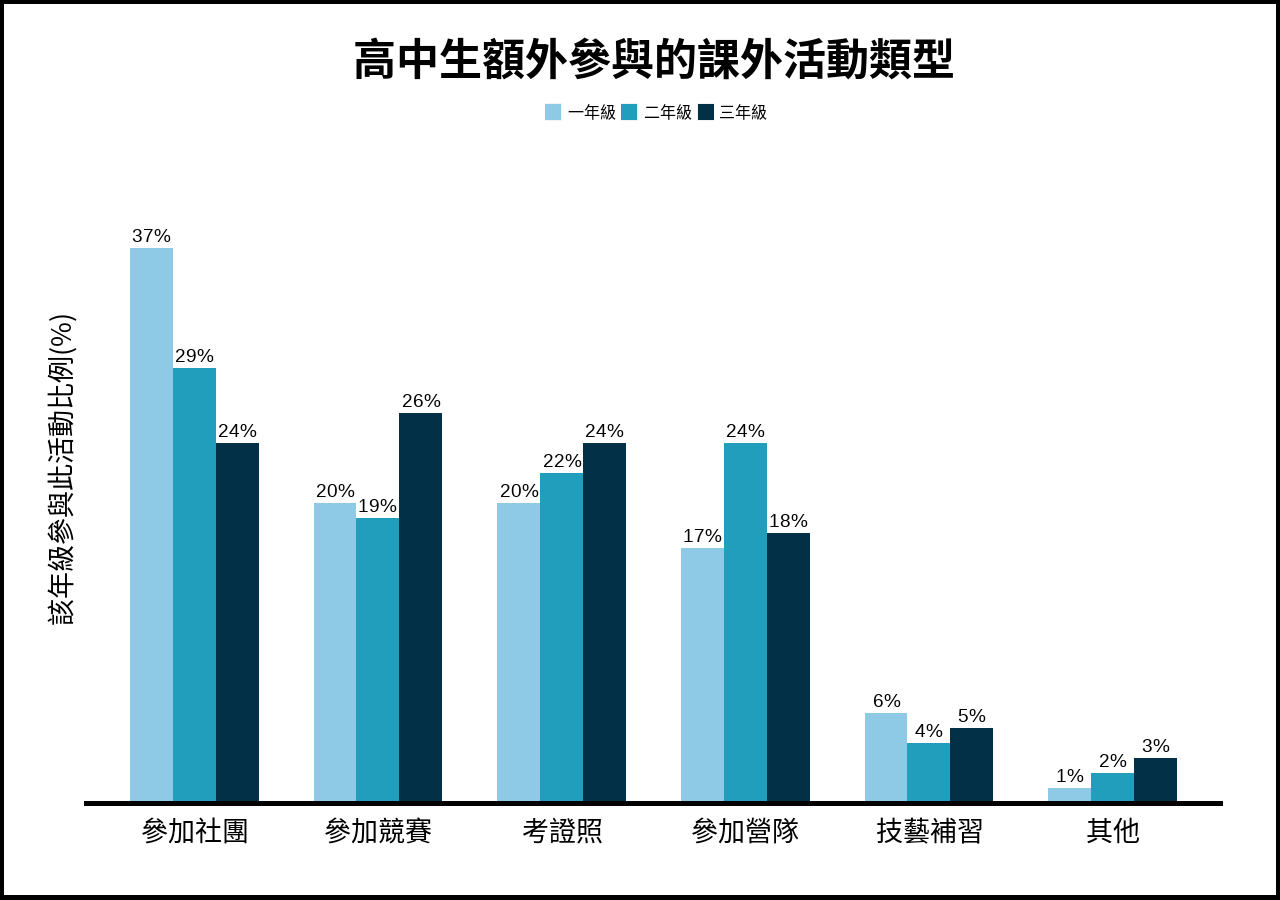 高中生額外參與的課外活動類型
一年級 二年級 三年級
該年級參與此活動比例(%)
37% 29% 24%
20% 19% 26%
20% 22% 24%
17% 24% 18%
6% 4% 5%
1% 2% 3%
參加社團 參加競賽 考證照 參加營隊 技藝補習 其他